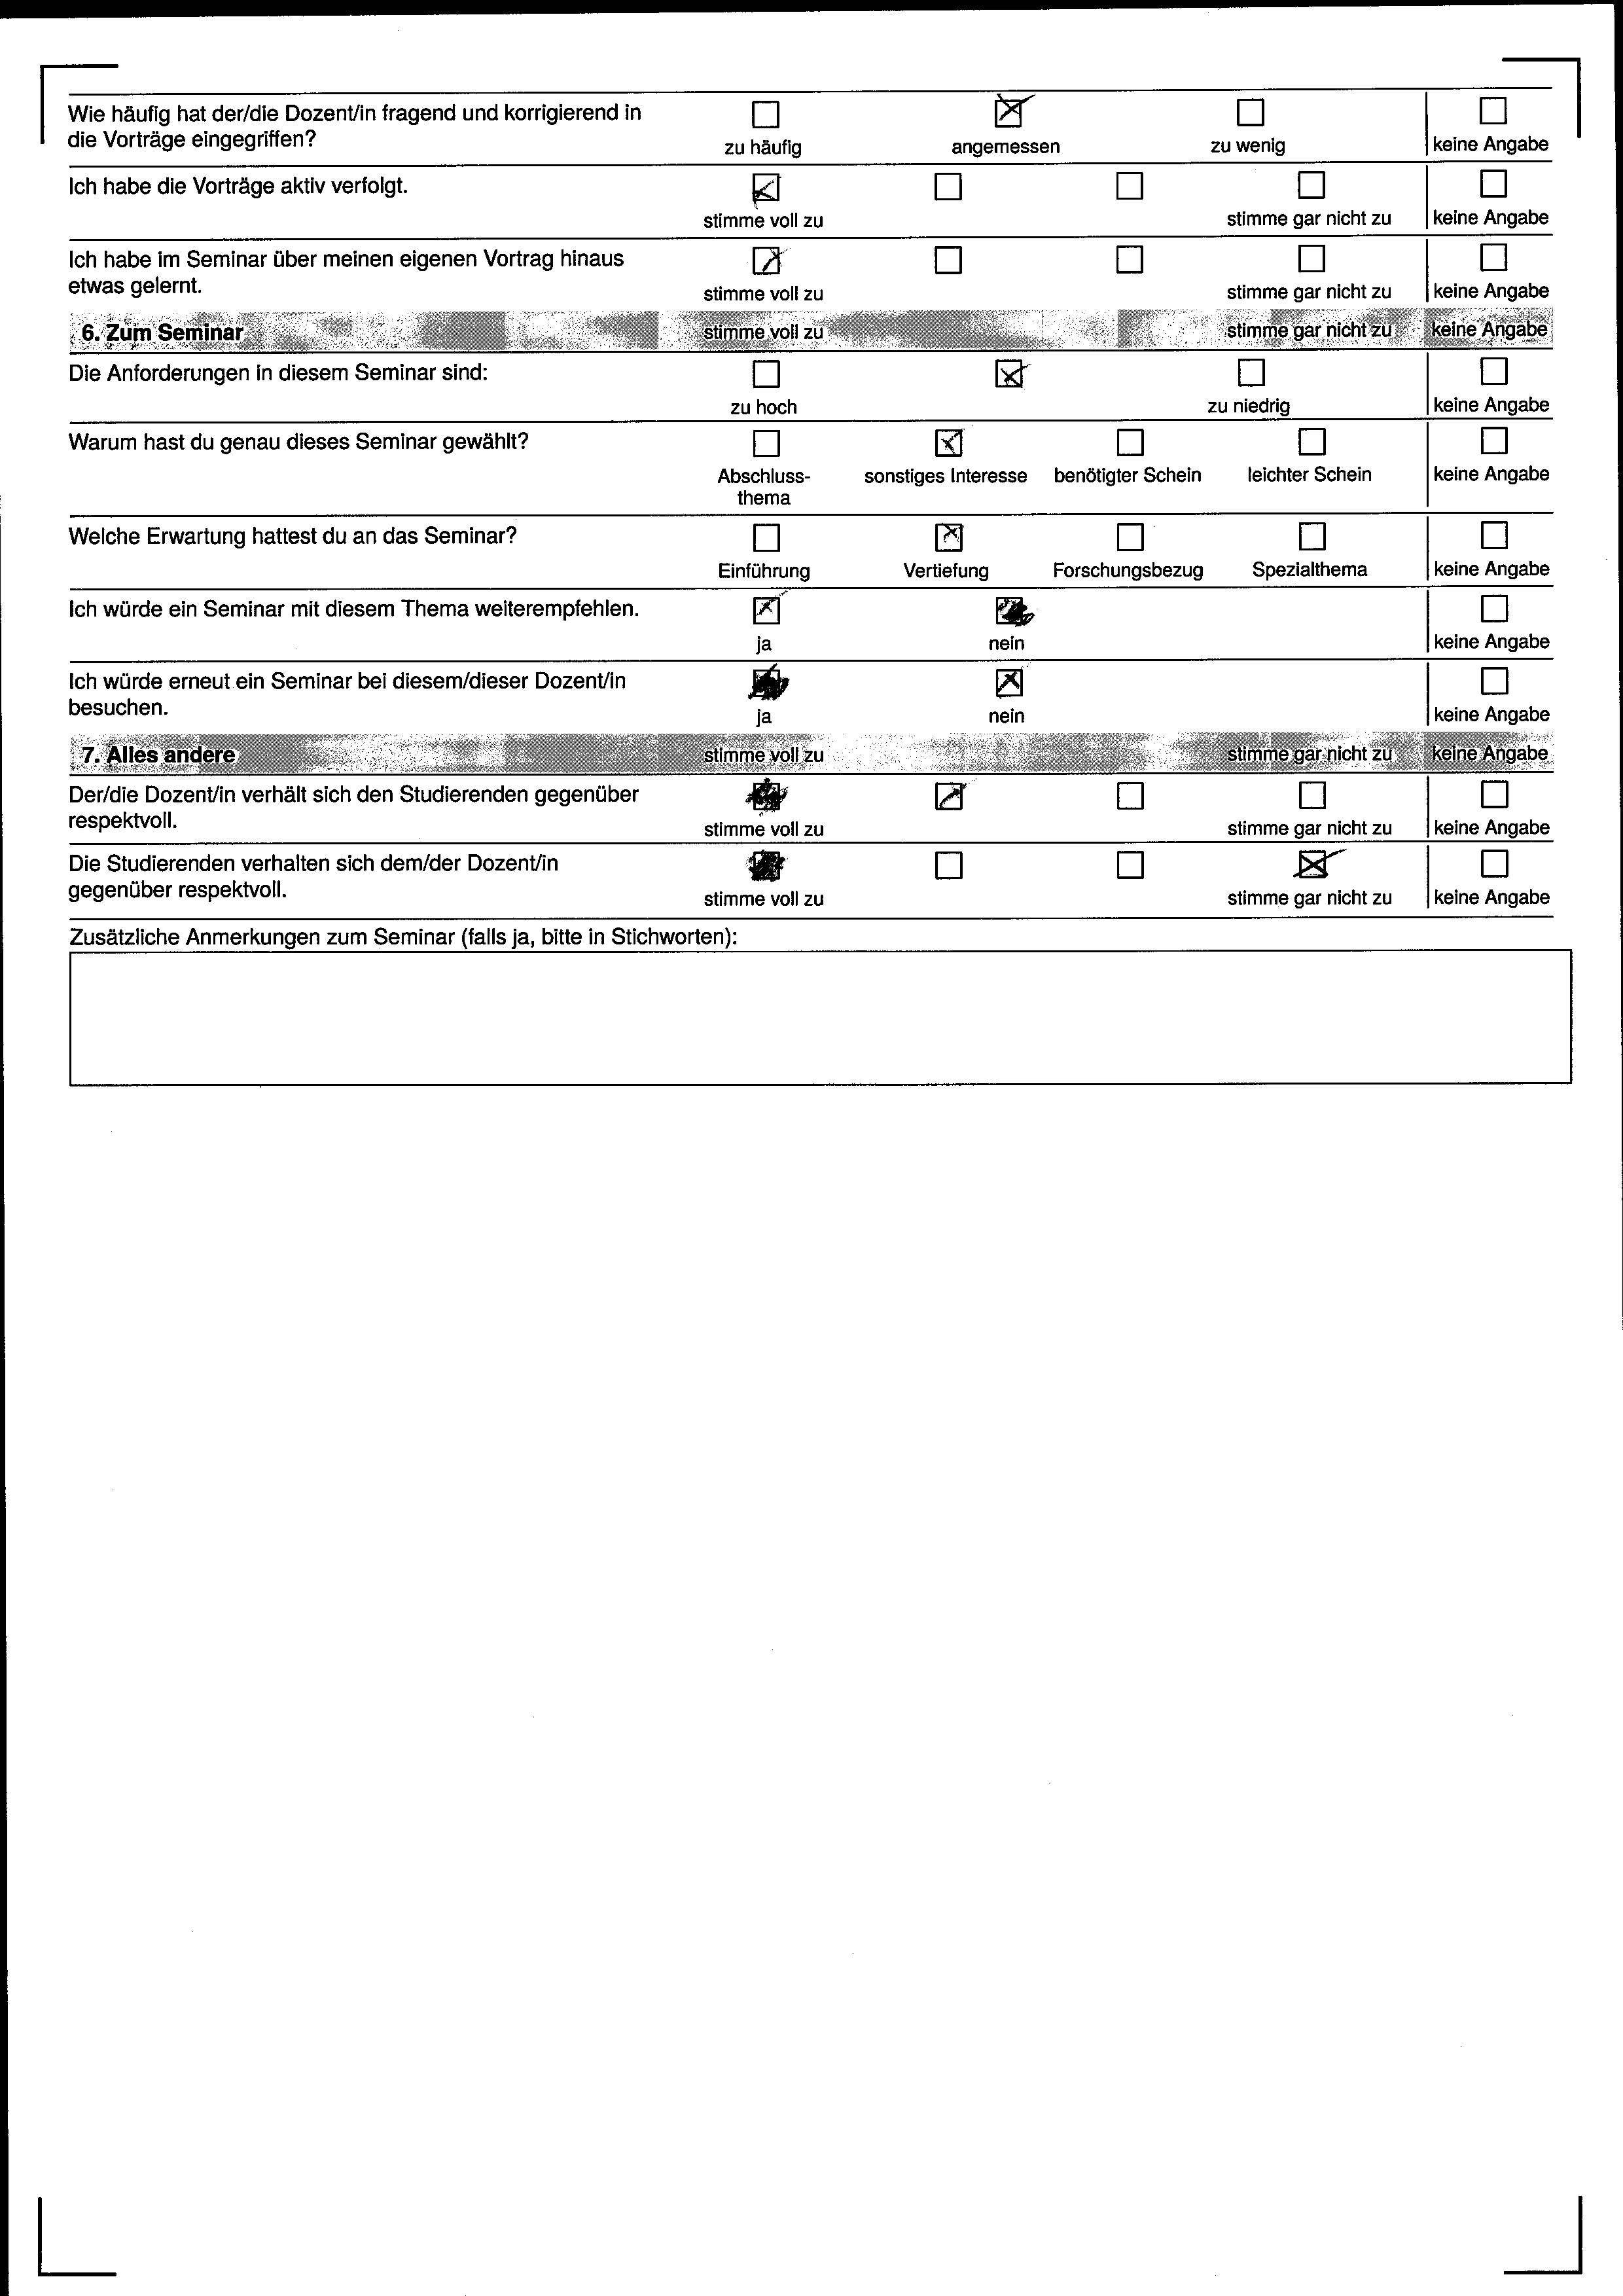 Wie häufig hat der/die Dozent/in fragend und korrigierend in
die Vorträge eingegriffen?
zu häufig angemessen zu wenig keine Angabe
Ich habe die Vorträge aktiv verfolgt.
stimme voll zu stimme gar nicht zu keine Angabe
Ich habe im Seminar über meinen eigenen Vortrag hinaus
etwas gelernt.
stimme voll zu stimme gar nicht zu keine Angabe
6. Zum Seminar stimme voll zu stimme gar nicht zu keine Angabe
Die Anforderungen in diesem Seminar sind:
zu hoch zu niedrig keine Angabe
Warum hast du genau dieses Seminar gewählt?
Abschluss- sonstiges Interesse benötigter Schein leichter Schein keine Angabe
thema
Welche Erwartung hattest du an das Seminar?
Einführung Vertiefung Forschungsbezug Spezialthema keine Angabe
Ich würde ein Seminar mit diesem Thema weiterempfehlen.
ja nein keine Angabe
Ich würde erneut ein Seminar bei diesem/dieser Dozent/in
besuchen.
ja nein keine Angabe
7. Alles andere stimme voll zu stimme gar nicht zu keine Angabe
Der/die Dozent/in verhält sich den Studierenden gegenüber
respektvoll.
stimme voll zu stimme gar nicht zu keine Angabe
Die Studierenden verhalten sich dem/der Dozent/in
gegenüber respektvoll.
stimme voll zu stimme gar nicht zu keine Angabe
Zusätzliche Anmerkungen zum Seminar (falls ja, bitte in Stichworten):